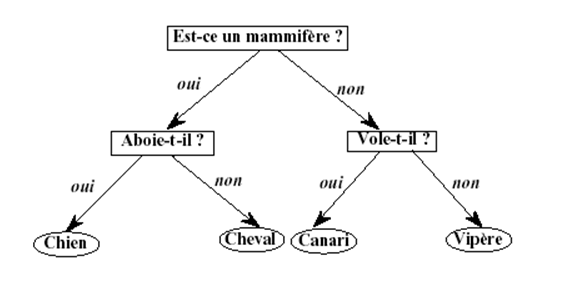 Est-ce un mammifère ?
oui
non
Aboie-t-il ?
Vole-t-il ?
oui
non
oui
non
Chien
Cheval
Canari
Vipère